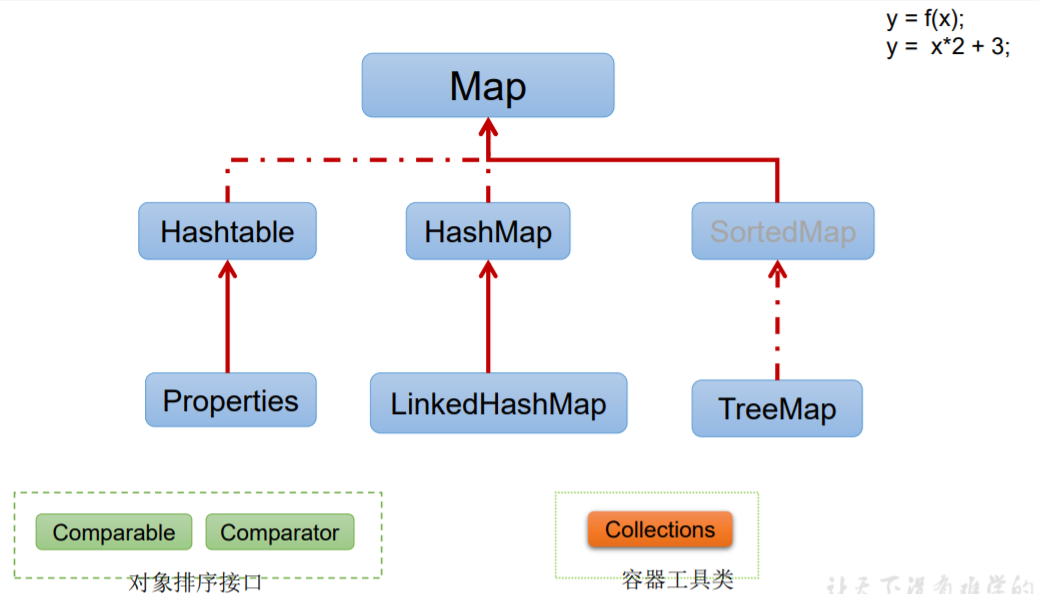 y = f(x);
y = x*2 + 3;
Map
Hashtable
HashMap
SortedMap
Properties
LinkedHashMap
TreeMap
Comparable
Comparator
对象排序接口
Collections
容器工具类
让天下没有难学的